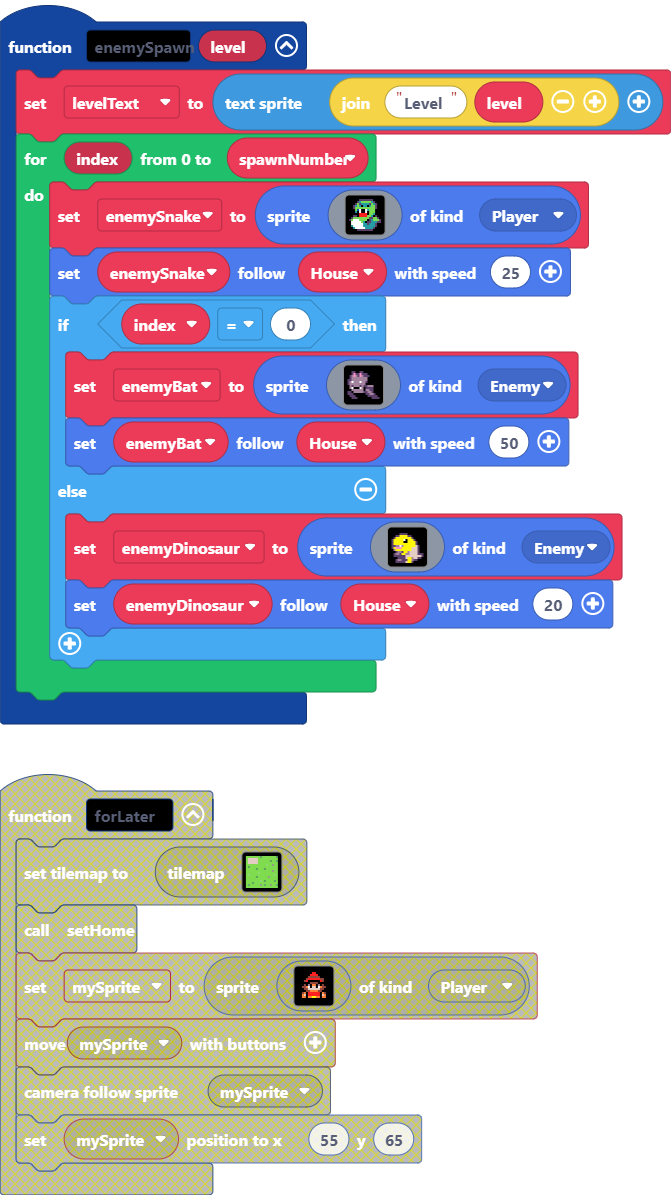 function enemySpawn level
set levelText to text sprite join "Level " level
for index from 0 to spawnNumber
do
set enemySnake to sprite of kind Player
set enemySnake follow House with speed 25
if index = 0 then
set enemyBat to sprite of kind Enemy
set enemyBat follow House with speed 50
else
set enemyDinosaur to sprite of kind Enemy
set enemyDinosaur follow House with speed 20
function forLater
set tilemap to tilemap
call setHome
set mySprite to sprite of kind Player
move mySprite with buttons
camera follow sprite mySprite
set mySprite position to x 55 y 65